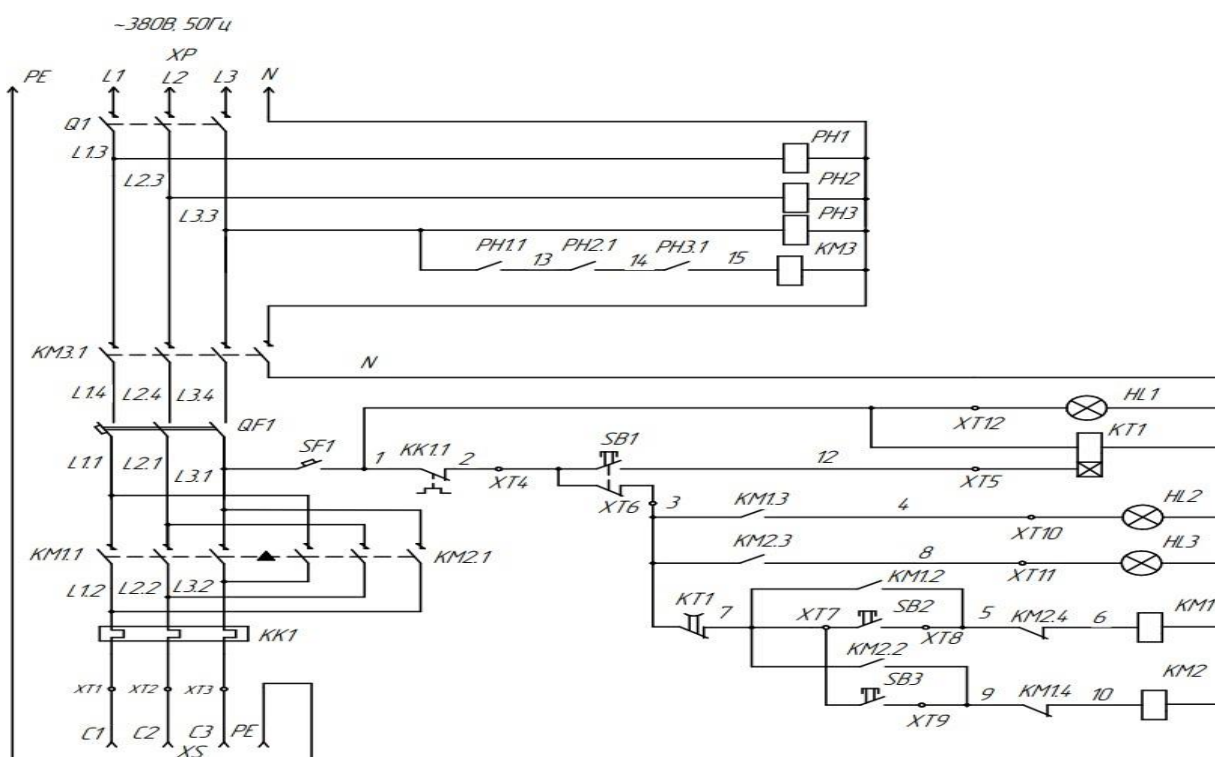 ~380В, 50Гц
XP
PE L1 L2 L3 N
Q1
PH1
L1.3
L2.3
PH2
L3.3
PH3
PH1.1 13 PH2.1 14 PH3.1 15 KM3
KM3.1
N
L1.4 L2.4 L3.4
HL1
QF1
XT12
KT1
SF1
SB1
L1.1 L2.1 L3.1
1 KK1.1 2
12
XT4
XT5
XT6 3
KM1.3 4 HL2
XT10
KM1.1 KM2.1
KM2.3 8 HL3
XT11
L1.2 L2.2 L3.2
KM1.2
KT1 7 XT7 SB2 5 KM2.4 6 KM1
KK1
XT8
KM2.2
KM2
XT1 XT2 XT3
SB3 9 KM1.4 10
XT9
C1 C2 C3 PE
XS